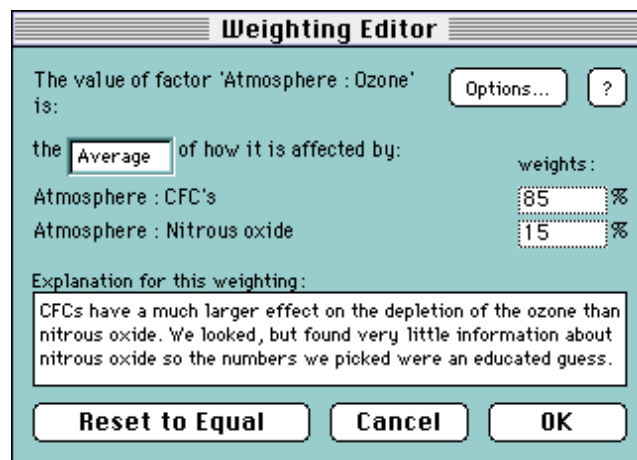 Weighting Editor
The value of factor 'Atmosphere : Ozone' is:
Options...
?
the Average of how it is affected by:
weights:
Atmosphere : CFC's 85 %
Atmosphere : Nitrous oxide 15 %
Explanation for this weighting:
CFCs have a much larger effect on the depletion of the ozone than
nitrous oxide. We looked, but found very little information about
nitrous oxide so the numbers we picked were an educated guess.
Reset to Equal Cancel OK